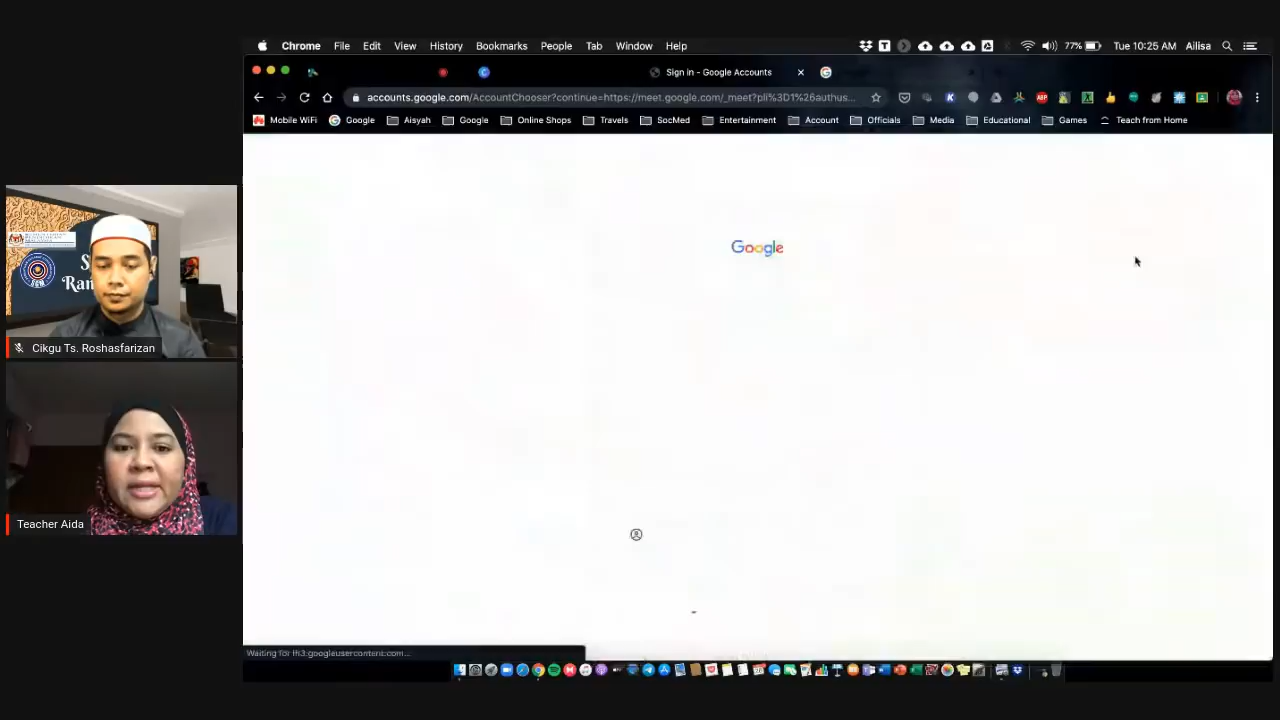 Chrome File Edit View History Bookmarks People Tab Window Help
77% Tue 10:25 AM Ailisa
Sign in - Google Accounts
accounts.google.com/AccountChooser?continue=https://meet.google.com/_meet?pli%3D1%26authus...
Mobile WiFi Google Aisyah Google Online Shops Travels SocMed Entertainment Account Officials Media Educational Games Teach from Home
Google
Cikgu Ts. Roshasfarizan
Teacher Aida
Waiting for lh3.googleusercontent.com...